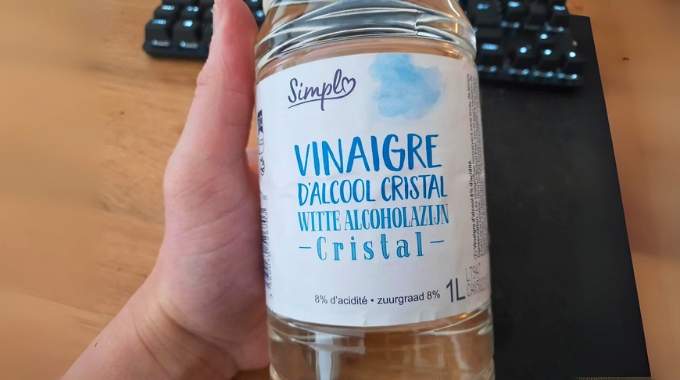 Simpl
VINAIGRE
D'ALCOOL CRISTAL
WITTE ALCOHOLAZIJN
– Cristal –
8% d'acidité • zuurgraad 8% 1L